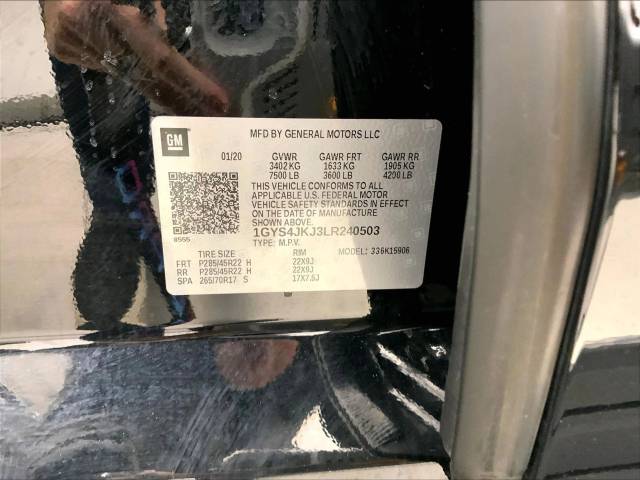 GM
MFD BY GENERAL MOTORS LLC
01/20 GVWR GAWR FRT GAWR RR
3402 KG 1633 KG 1905 KG
7500 LB 3600 LB 4200 LB
THIS VEHICLE CONFORMS TO ALL
APPLICABLE U.S. FEDERAL MOTOR
VEHICLE SAFETY STANDARDS IN EFFECT
ON THE DATE OF MANUFACTURE
SHOWN ABOVE.
8555 1GYS4JKJ3LR240503
TYPE: M.P.V. MODEL: 336K15906
TIRE SIZE RIM
FRT P285/45R22 H 22X9J
RR P285/45R22 H 22X9J
SPA 265/70R17 S 17X7.5J